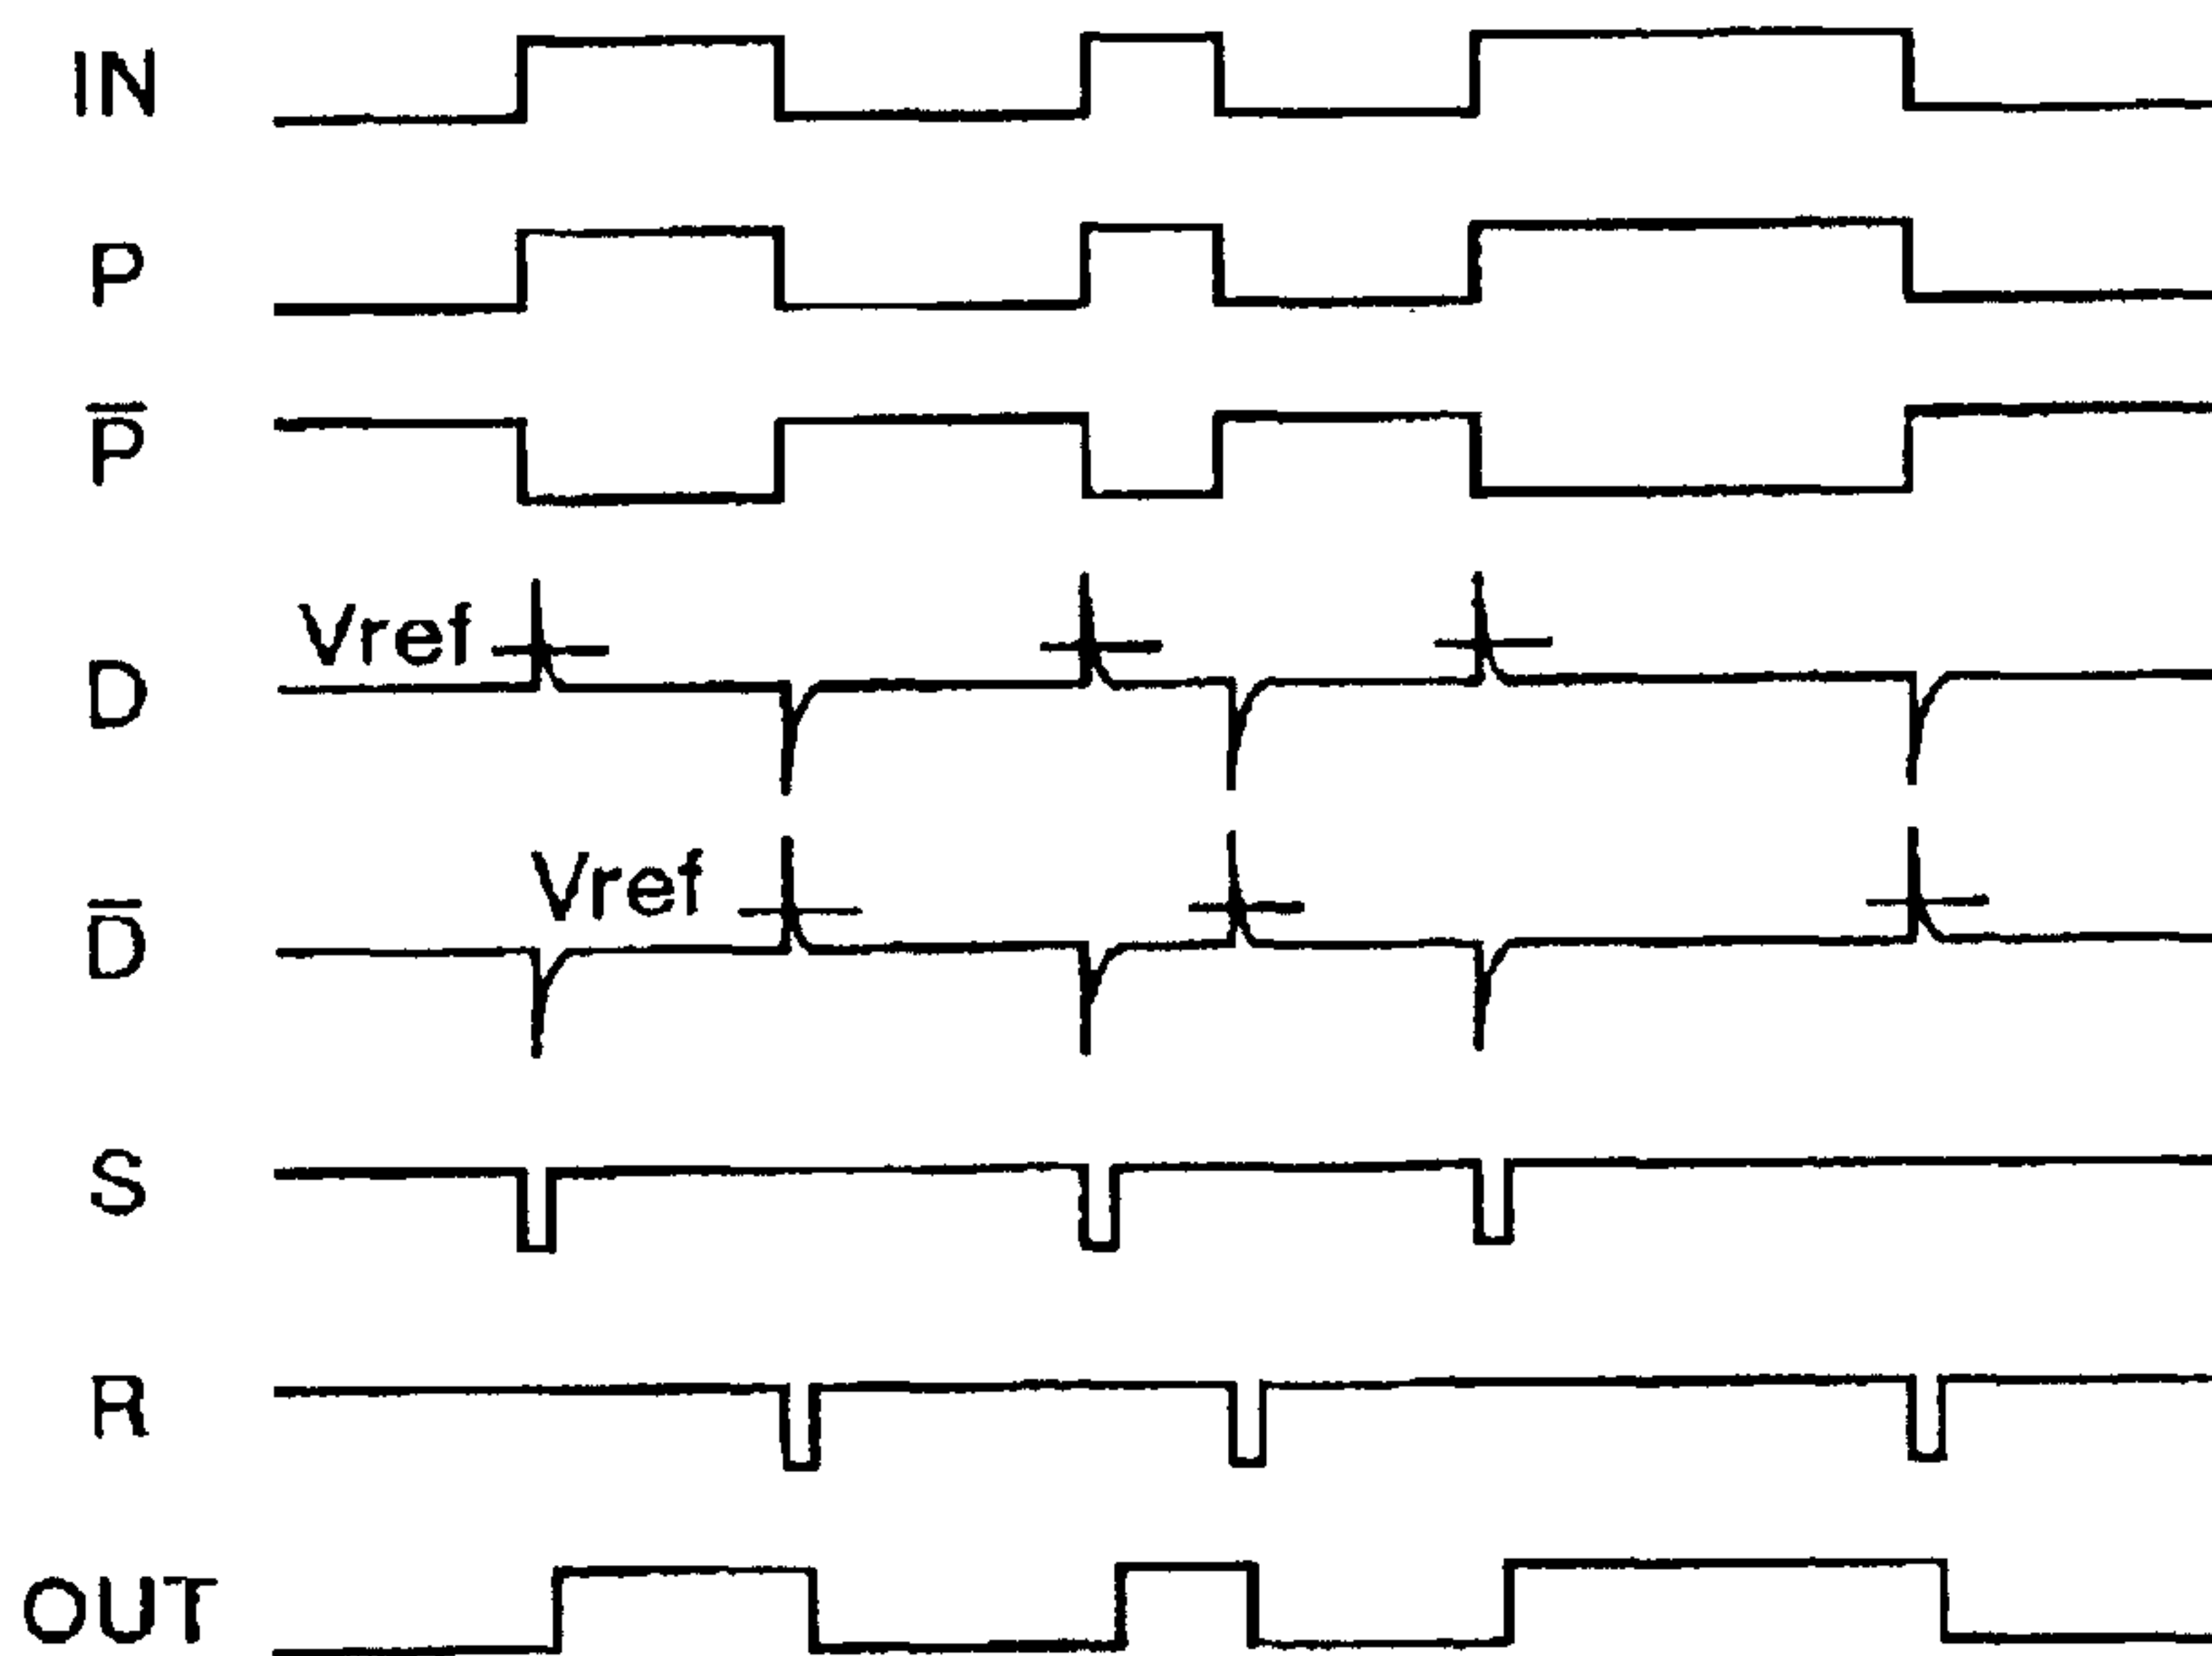 IN
P
P̅
Vref
D
Vref
D̅
S
R
OUT